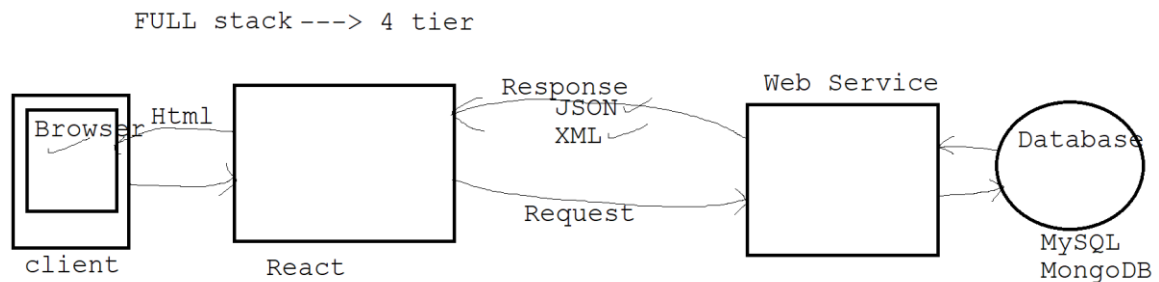 FULL stack ---> 4 tier
Browser
Html
client
React
Response
JSON
XML
Request
Web Service
Database
MySQL
MongoDB